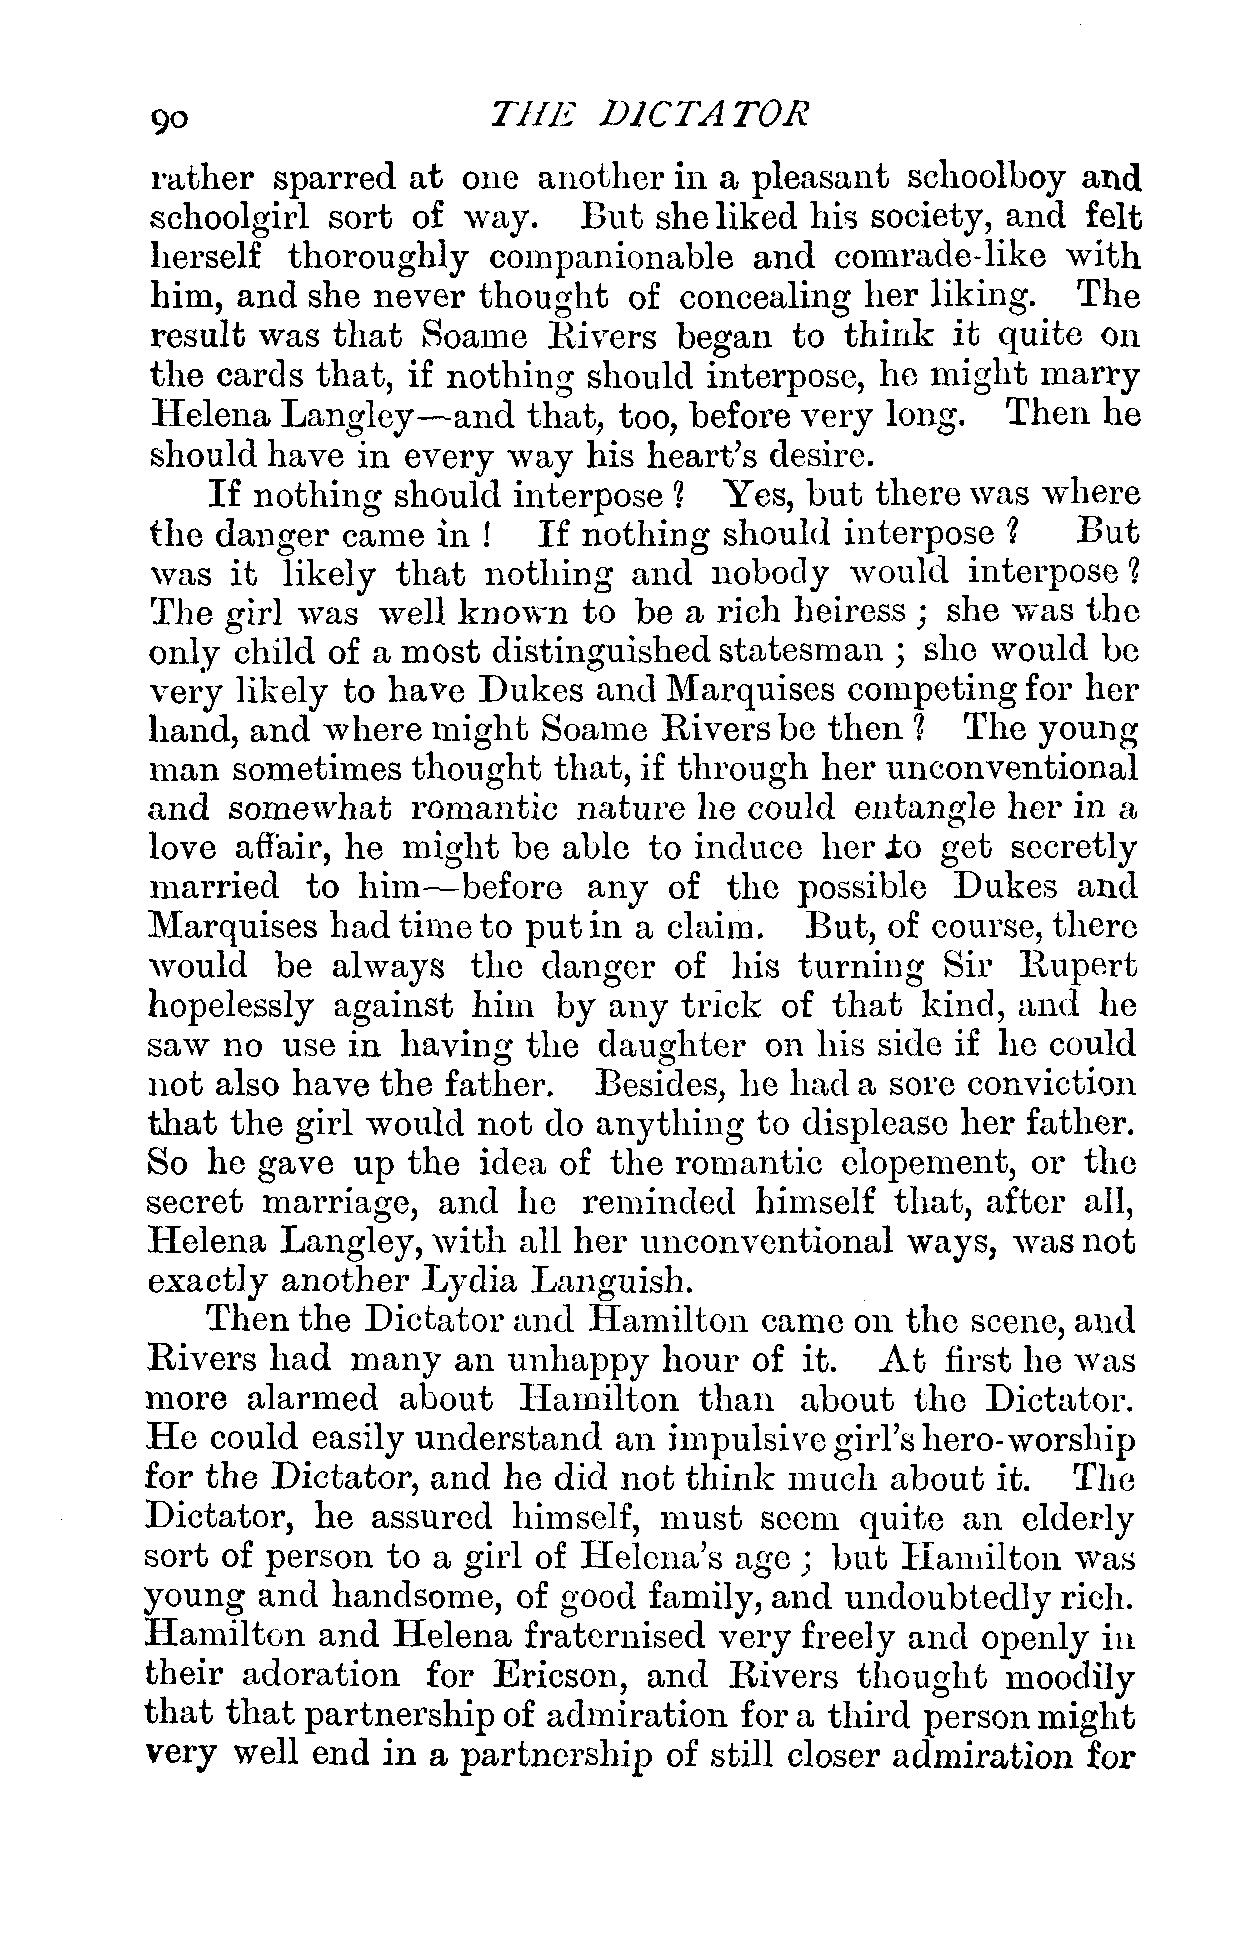 90 THE DICTATOR
rather sparred at one another in a pleasant schoolboy and
schoolgirl sort of way. But she liked his society, and felt
herself thoroughly companionable and comrade-like with
him, and she never thought of concealing her liking. The
result was that Soame Rivers began to think it quite on
the cards that, if nothing should interpose, he might marry
Helena Langley—and that, too, before very long. Then he
should have in every way his heart's desire.
If nothing should interpose? Yes, but there was where
the danger came in! If nothing should interpose? But
was it likely that nothing and nobody would interpose?
The girl was well known to be a rich heiress; she was the
only child of a most distinguished statesman; she would be
very likely to have Dukes and Marquises competing for her
hand, and where might Soame Rivers be then? The young
man sometimes thought that, if through her unconventional
and somewhat romantic nature he could entangle her in a
love affair, he might be able to induce her to get secretly
married to him—before any of the possible Dukes and
Marquises had time to put in a claim. But, of course, there
would be always the danger of his turning Sir Rupert
hopelessly against him by any trick of that kind, and he
saw no use in having the daughter on his side if he could
not also have the father. Besides, he had a sore conviction
that the girl would not do anything to displease her father.
So he gave up the idea of the romantic elopement, or the
secret marriage, and he reminded himself that, after all,
Helena Langley, with all her unconventional ways, was not
exactly another Lydia Languish.
Then the Dictator and Hamilton came on the scene, and
Rivers had many an unhappy hour of it. At first he was
more alarmed about Hamilton than about the Dictator.
He could easily understand an impulsive girl's hero-worship
for the Dictator, and he did not think much about it. The
Dictator, he assured himself, must seem quite an elderly
sort of person to a girl of Helena's age; but Hamilton was
young and handsome, of good family, and undoubtedly rich.
Hamilton and Helena fraternised very freely and openly in
their adoration for Ericson, and Rivers thought moodily
that that partnership of admiration for a third person might
very well end in a partnership of still closer admiration for